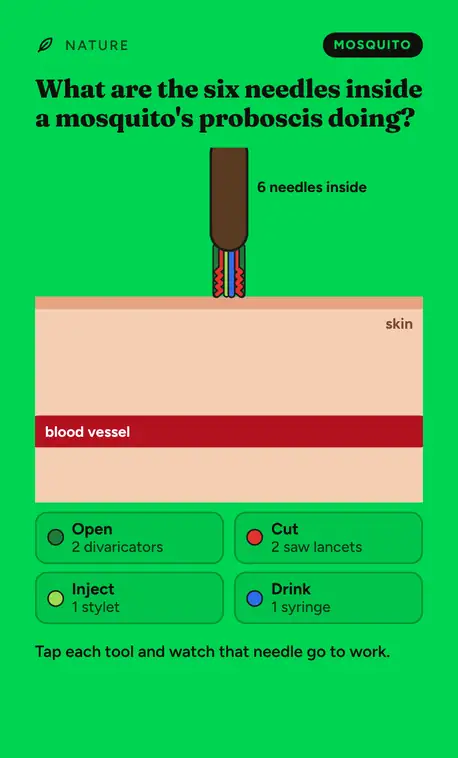 NATURE
MOSQUITO
What are the six needles inside
a mosquito's proboscis doing?
6 needles inside
skin
blood vessel
Open
2 divaricators
Cut
2 saw lancets
Inject
1 stylet
Drink
1 syringe
Tap each tool and watch that needle go to work.